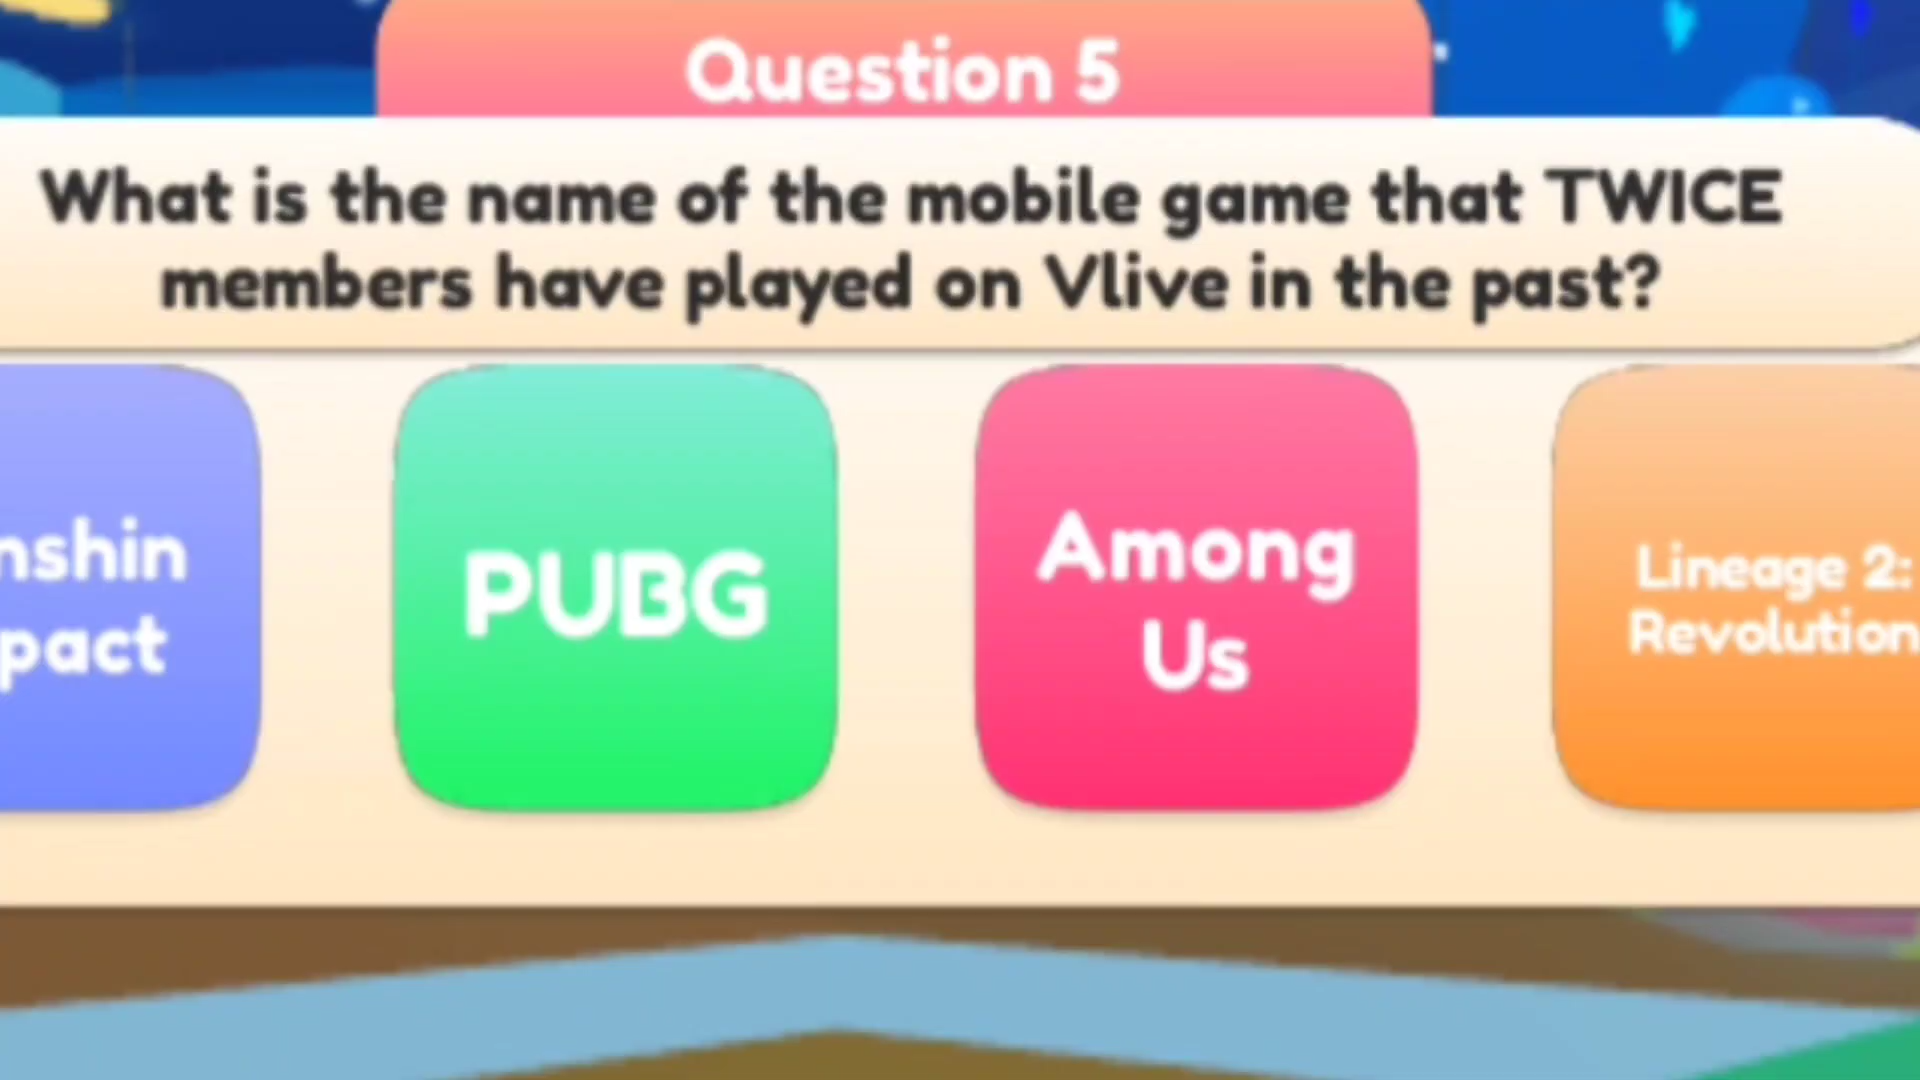 Question 5
What is the name of the mobile game that TWICE
members have played on Vlive in the past?
nshin
pact
PUBG
Among
Us
Lineage 2:
Revolution